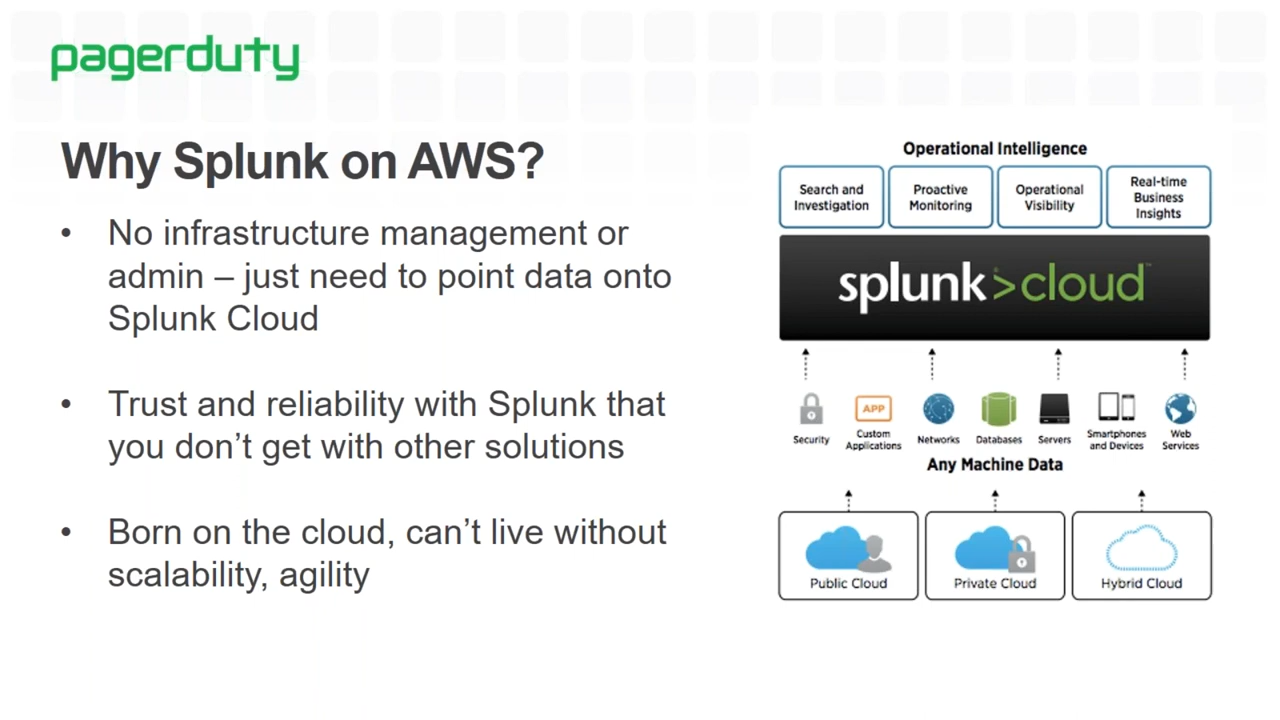 pagerduty
Why Splunk on AWS?
• No infrastructure management or
admin – just need to point data onto
Splunk Cloud
• Trust and reliability with Splunk that
you don’t get with other solutions
• Born on the cloud, can’t live without
scalability, agility
Operational Intelligence
Search and
Investigation
Proactive
Monitoring
Operational
Visibility
Real-time
Business
Insights
splunk>cloud™
Security
APP
Custom
Applications
Networks
Databases
Servers
Smartphones
and Devices
Web
Services
Any Machine Data
Public Cloud
Private Cloud
Hybrid Cloud